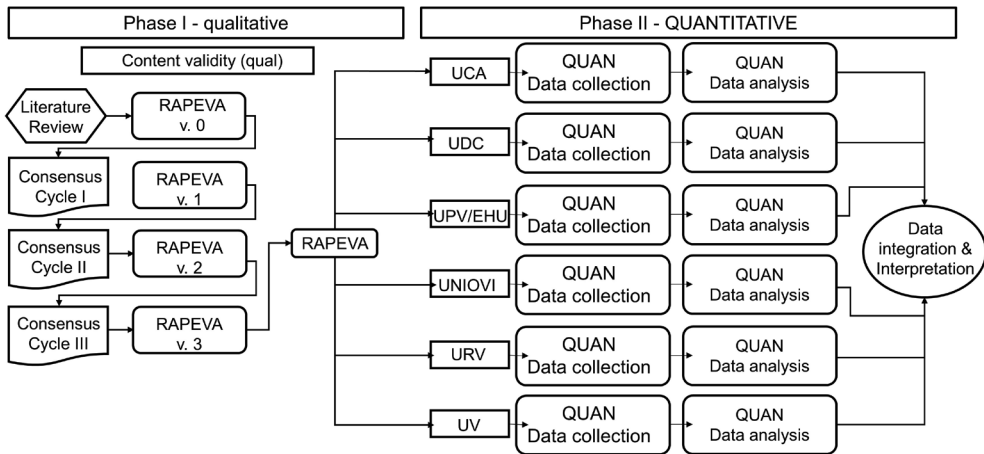 Phase I - qualitative
Phase II - QUANTITATIVE
Content validity (qual)
Literature
Review
RAPEVA
v. 0
Consensus
Cycle I
RAPEVA
v. 1
Consensus
Cycle II
RAPEVA
v. 2
Consensus
Cycle III
RAPEVA
v. 3
RAPEVA
UCA
QUAN
Data collection
QUAN
Data analysis
UDC
QUAN
Data collection
QUAN
Data analysis
UPV/EHU
QUAN
Data collection
QUAN
Data analysis
UNIOVI
QUAN
Data collection
QUAN
Data analysis
URV
QUAN
Data collection
QUAN
Data analysis
UV
QUAN
Data collection
QUAN
Data analysis
Data
integration &
Interpretation